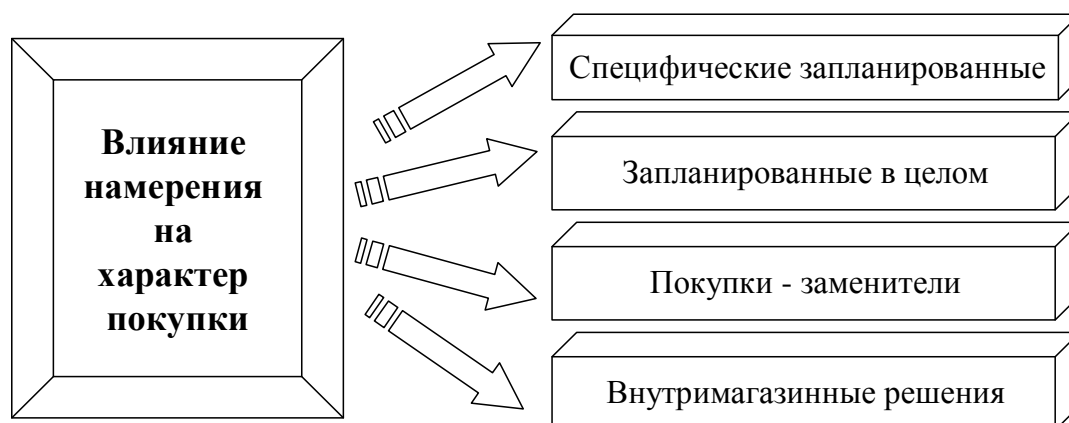 Влияние
намерения
на
характер
покупки
Специфические запланированные
Запланированные в целом
Покупки - заменители
Внутримагазинные решения